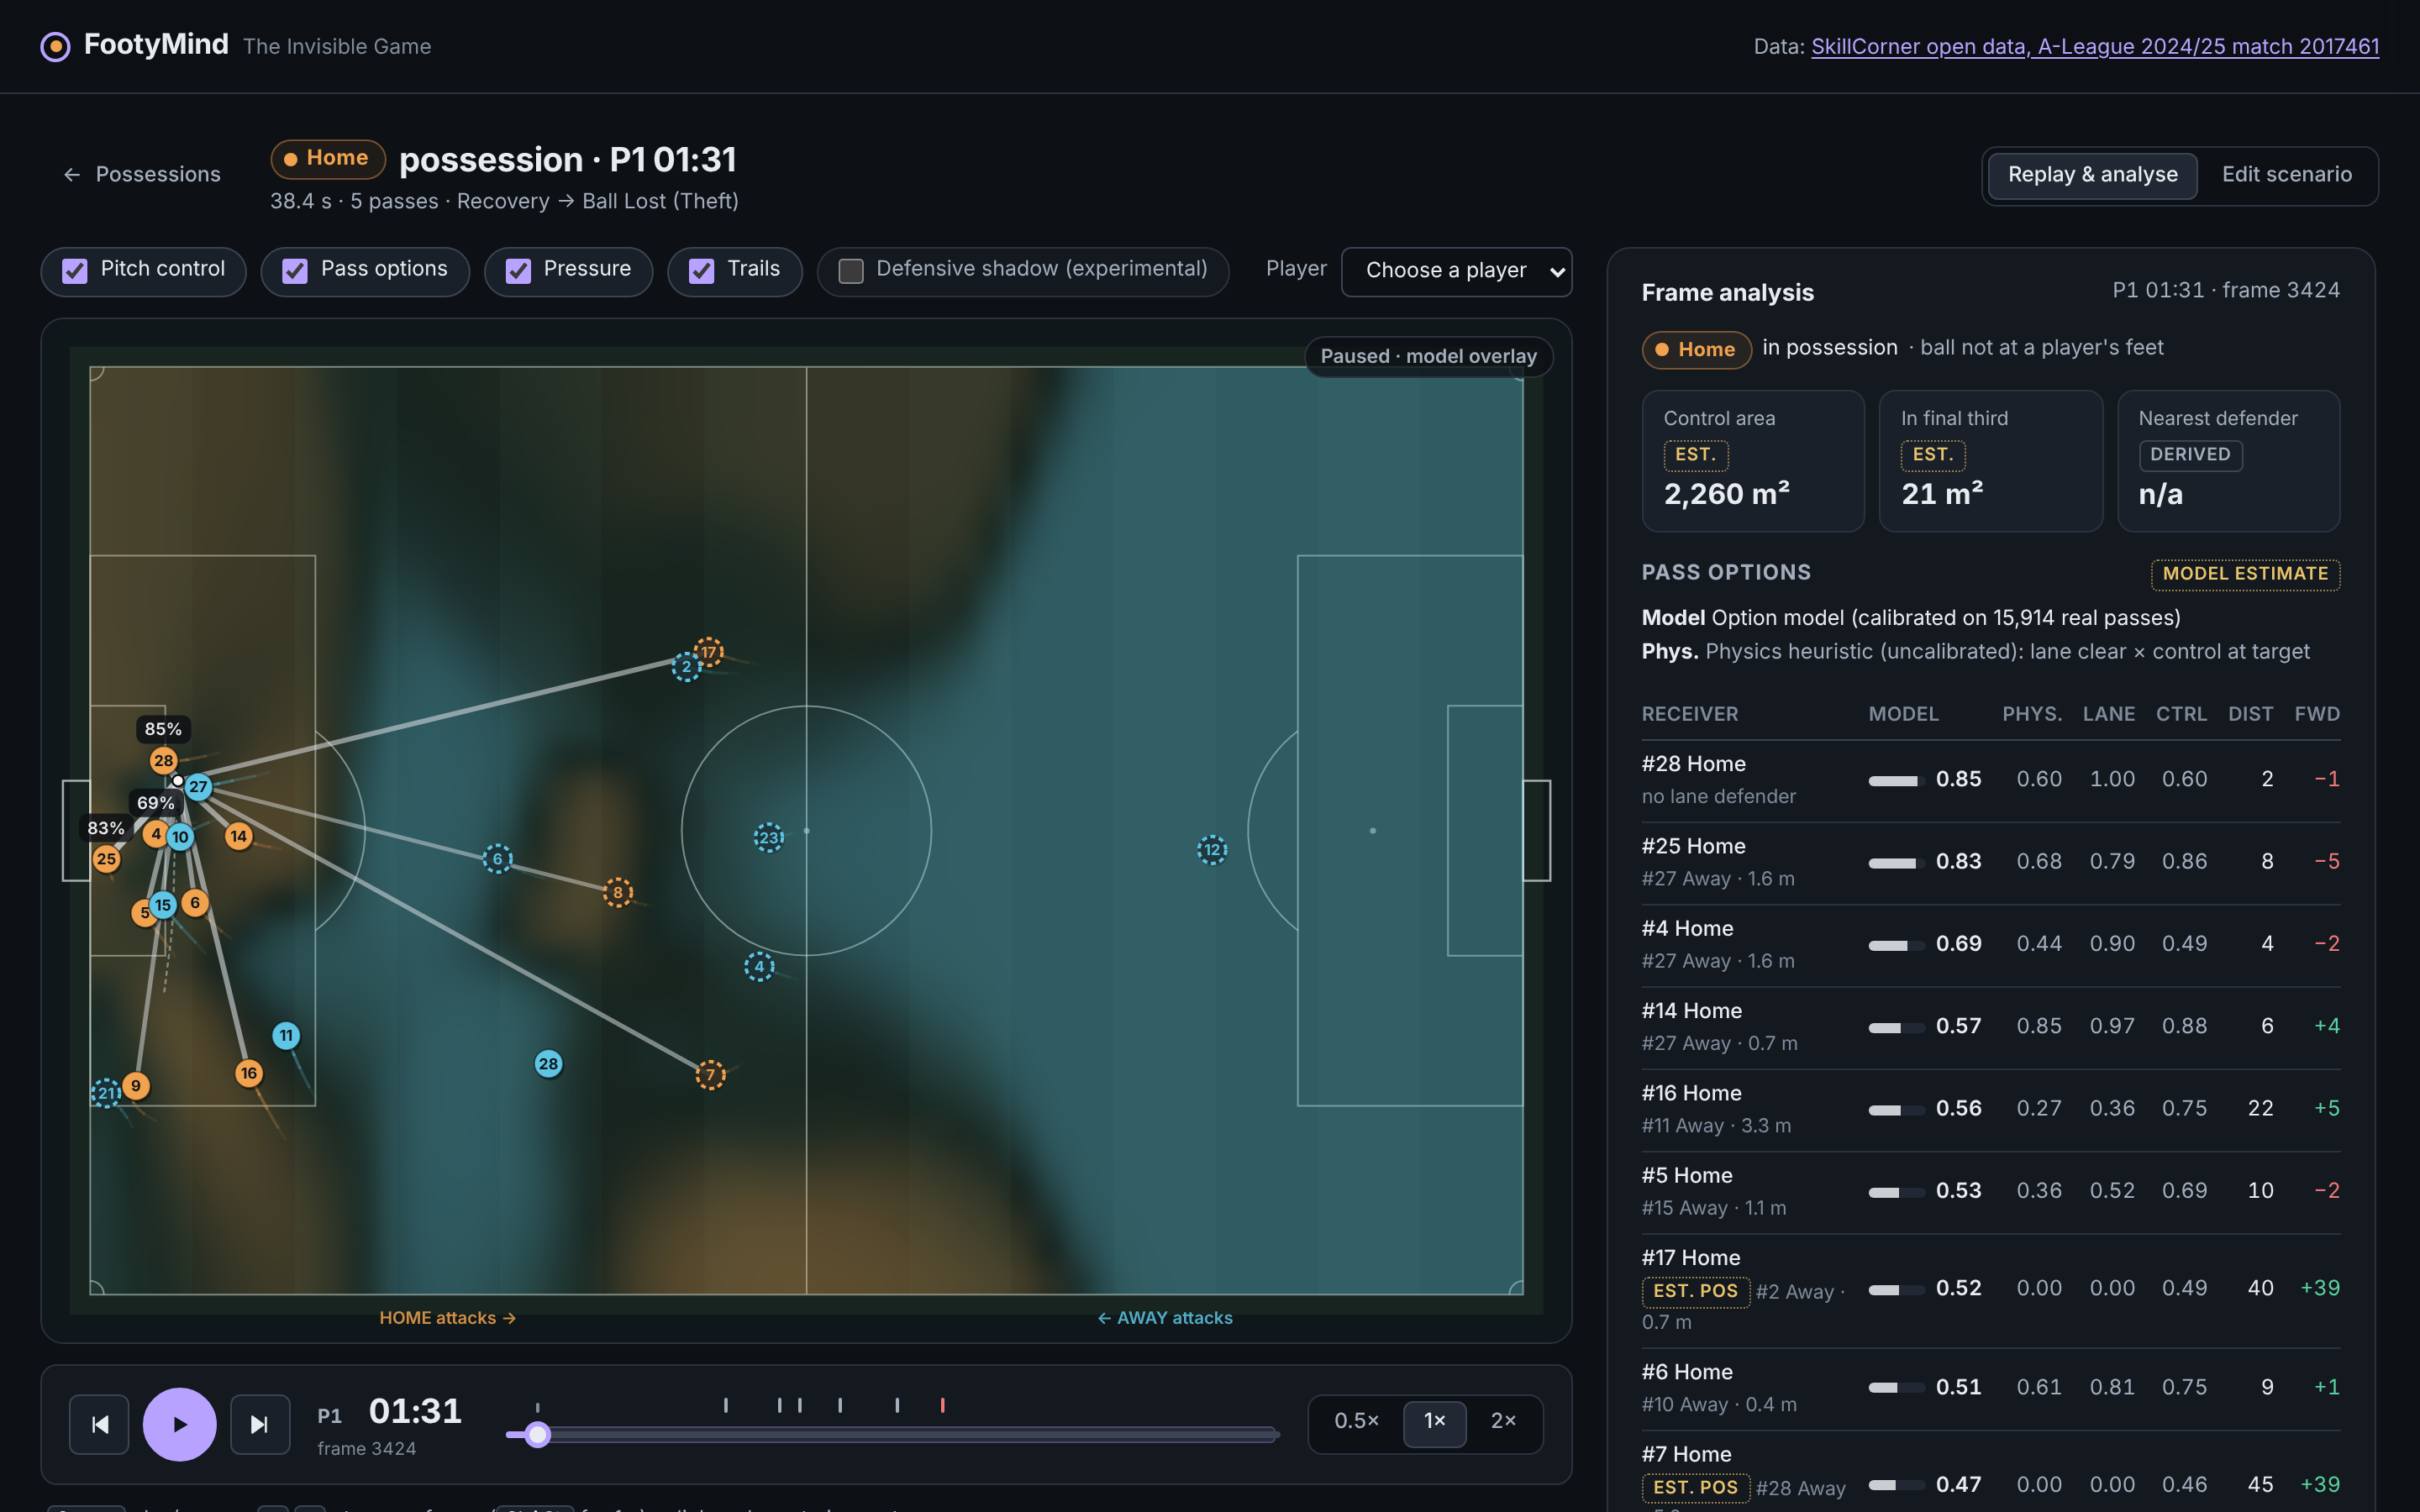 FootyMind The Invisible Game
Data: SkillCorner open data, A-League 2024/25 match 2017461
← Possessions
Home possession · P1 01:31
38.4 s · 5 passes · Recovery → Ball Lost (Theft)
Replay & analyse
Edit scenario
Pitch control
Pass options
Pressure
Trails
Defensive shadow (experimental)
Player
Choose a player
Paused · model overlay
17
2
85%
28
27
69%
83%
4
10
14
25
23
12
6
8
5
15
6
4
11
28
16
7
21
9
HOME attacks →
← AWAY attacks
P1 01:31
frame 3424
0.5×
1×
2×
Frame analysis
P1 01:31 · frame 3424
Home in possession · ball not at a player's feet
Control area
EST.
2,260 m²
In final third
EST.
21 m²
Nearest defender
DERIVED
n/a
PASS OPTIONS
MODEL ESTIMATE
Model Option model (calibrated on 15,914 real passes)
Phys. Physics heuristic (uncalibrated): lane clear × control at target
RECEIVER MODEL PHYS. LANE CTRL DIST FWD
#28 Home 0.85 0.60 1.00 0.60 2 −1
no lane defender
#25 Home 0.83 0.68 0.79 0.86 8 −5
#27 Away · 1.6 m
#4 Home 0.69 0.44 0.90 0.49 4 −2
#27 Away · 1.6 m
#14 Home 0.57 0.85 0.97 0.88 6 +4
#27 Away · 0.7 m
#16 Home 0.56 0.27 0.36 0.75 22 +5
#11 Away · 3.3 m
#5 Home 0.53 0.36 0.52 0.69 10 −2
#15 Away · 1.1 m
#17 Home 0.52 0.00 0.00 0.49 40 +39
EST. POS #2 Away ·
0.7 m
#6 Home 0.51 0.61 0.81 0.75 9 +1
#10 Away · 0.4 m
#7 Home 0.47 0.00 0.00 0.46 45 +39
EST. POS #28 Away